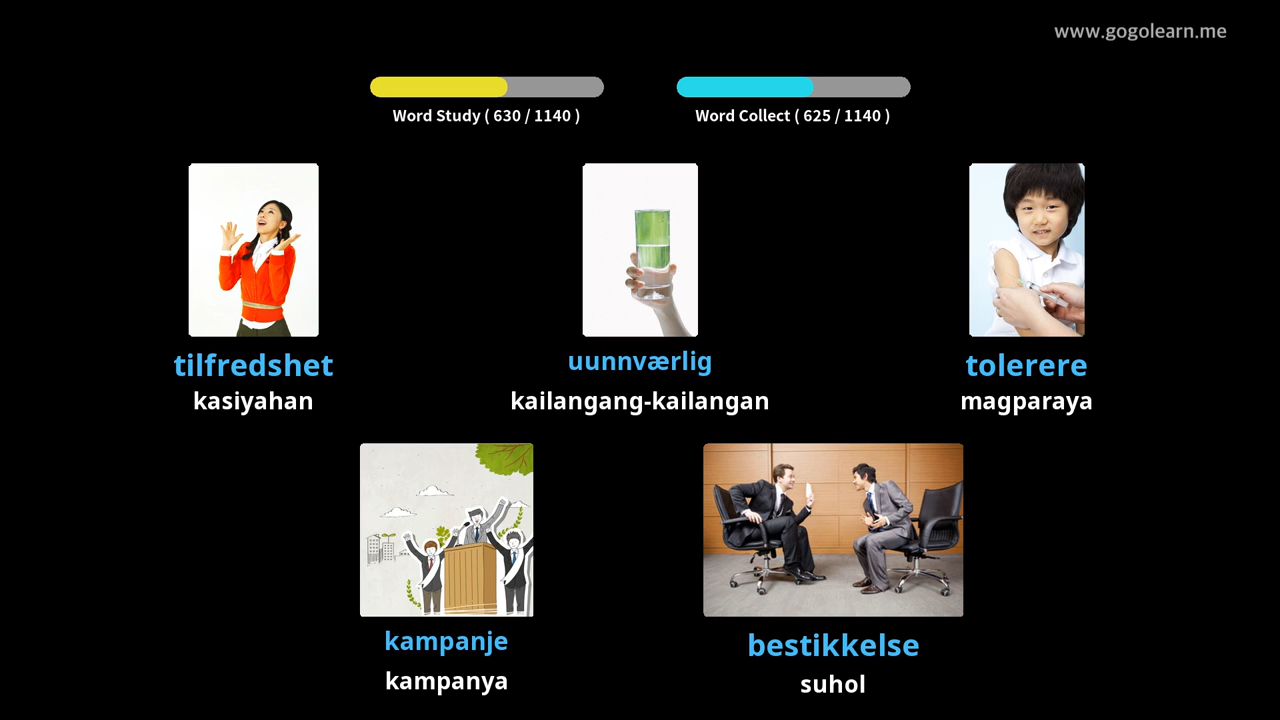 www.gogolearn.me
Word Study ( 630 / 1140 )
Word Collect ( 625 / 1140 )
tilfredshet
kasiyahan
uunnværlig
kailangang-kailangan
tolerere
magparaya
kampanje
kampanya
bestikkelse
suhol